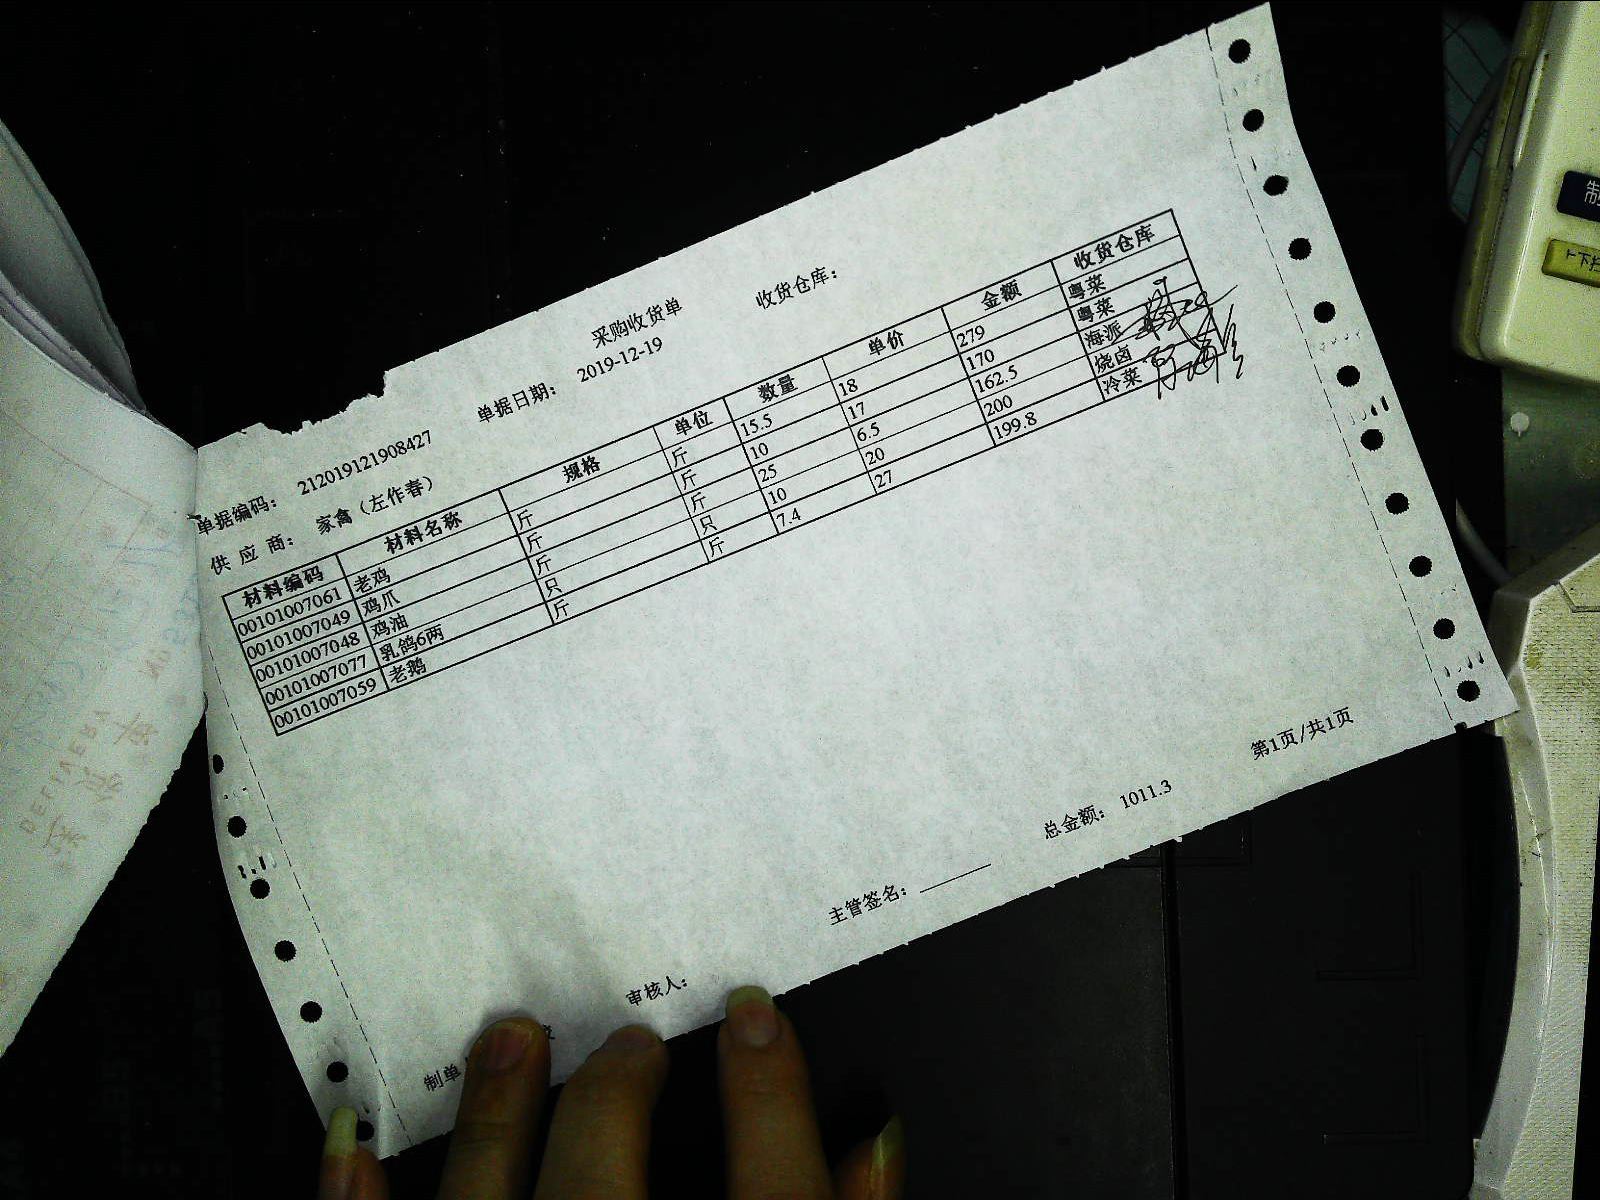 采购收货单
收货仓库：
单据编码： 212019121908427 单据日期： 2019-12-19
供 应 商： 家禽（左作春）
材料编码 材料名称 规格 单位 数量 单价 金额 收货仓库
00101007061 老鸡 斤 斤 15.5 18 279 粤菜
00101007049 鸡爪 斤 斤 10 17 170 粤菜
00101007048 鸡油 斤 斤 25 6.5 162.5 海派
00101007077 乳鸽6两 只 只 10 20 200 烧卤
00101007059 老鹅 斤 斤 7.4 27 199.8 冷菜
总金额： 1011.3
第1页/共1页
制单 审核人： 主管签名：
DELIVERY
上下